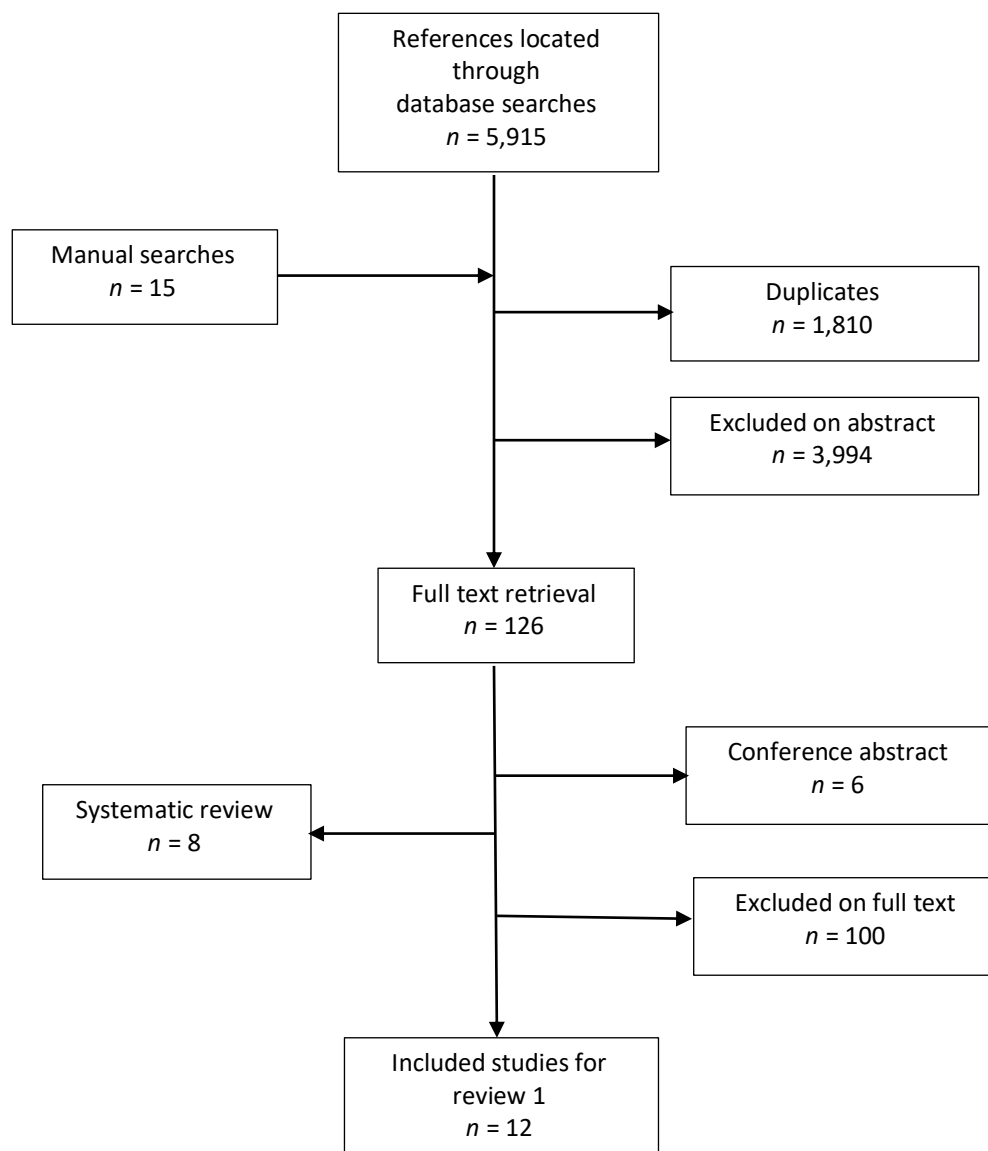 References located
through
database searches
n = 5,915
Manual searches
n = 15
Duplicates
n = 1,810
Excluded on abstract
n = 3,994
Full text retrieval
n = 126
Conference abstract
n = 6
Systematic review
n = 8
Excluded on full text
n = 100
Included studies for
review 1
n = 12